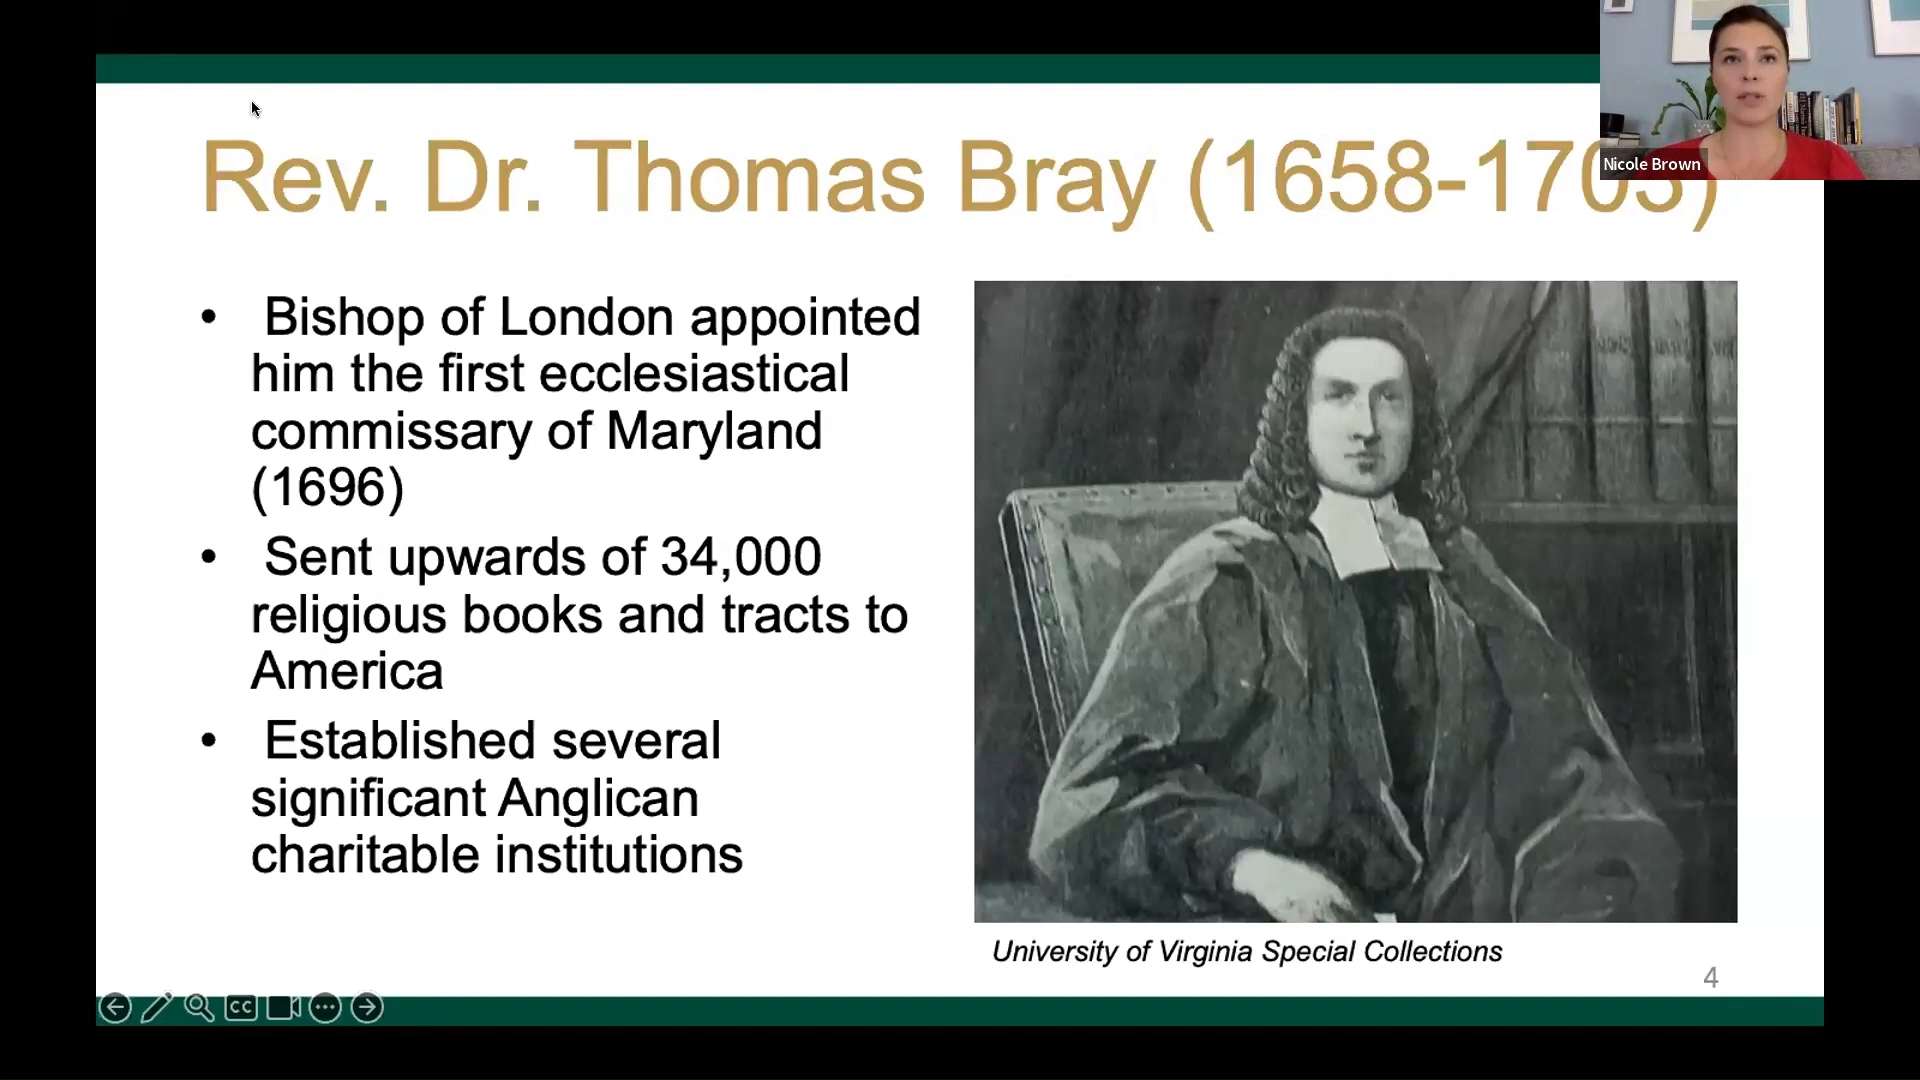 Rev. Dr. Thomas Bray (1658-1703)
Nicole Brown
• Bishop of London appointed
him the first ecclesiastical
commissary of Maryland
(1696)
• Sent upwards of 34,000
religious books and tracts to
America
• Established several
significant Anglican
charitable institutions
University of Virginia Special Collections
4
CC